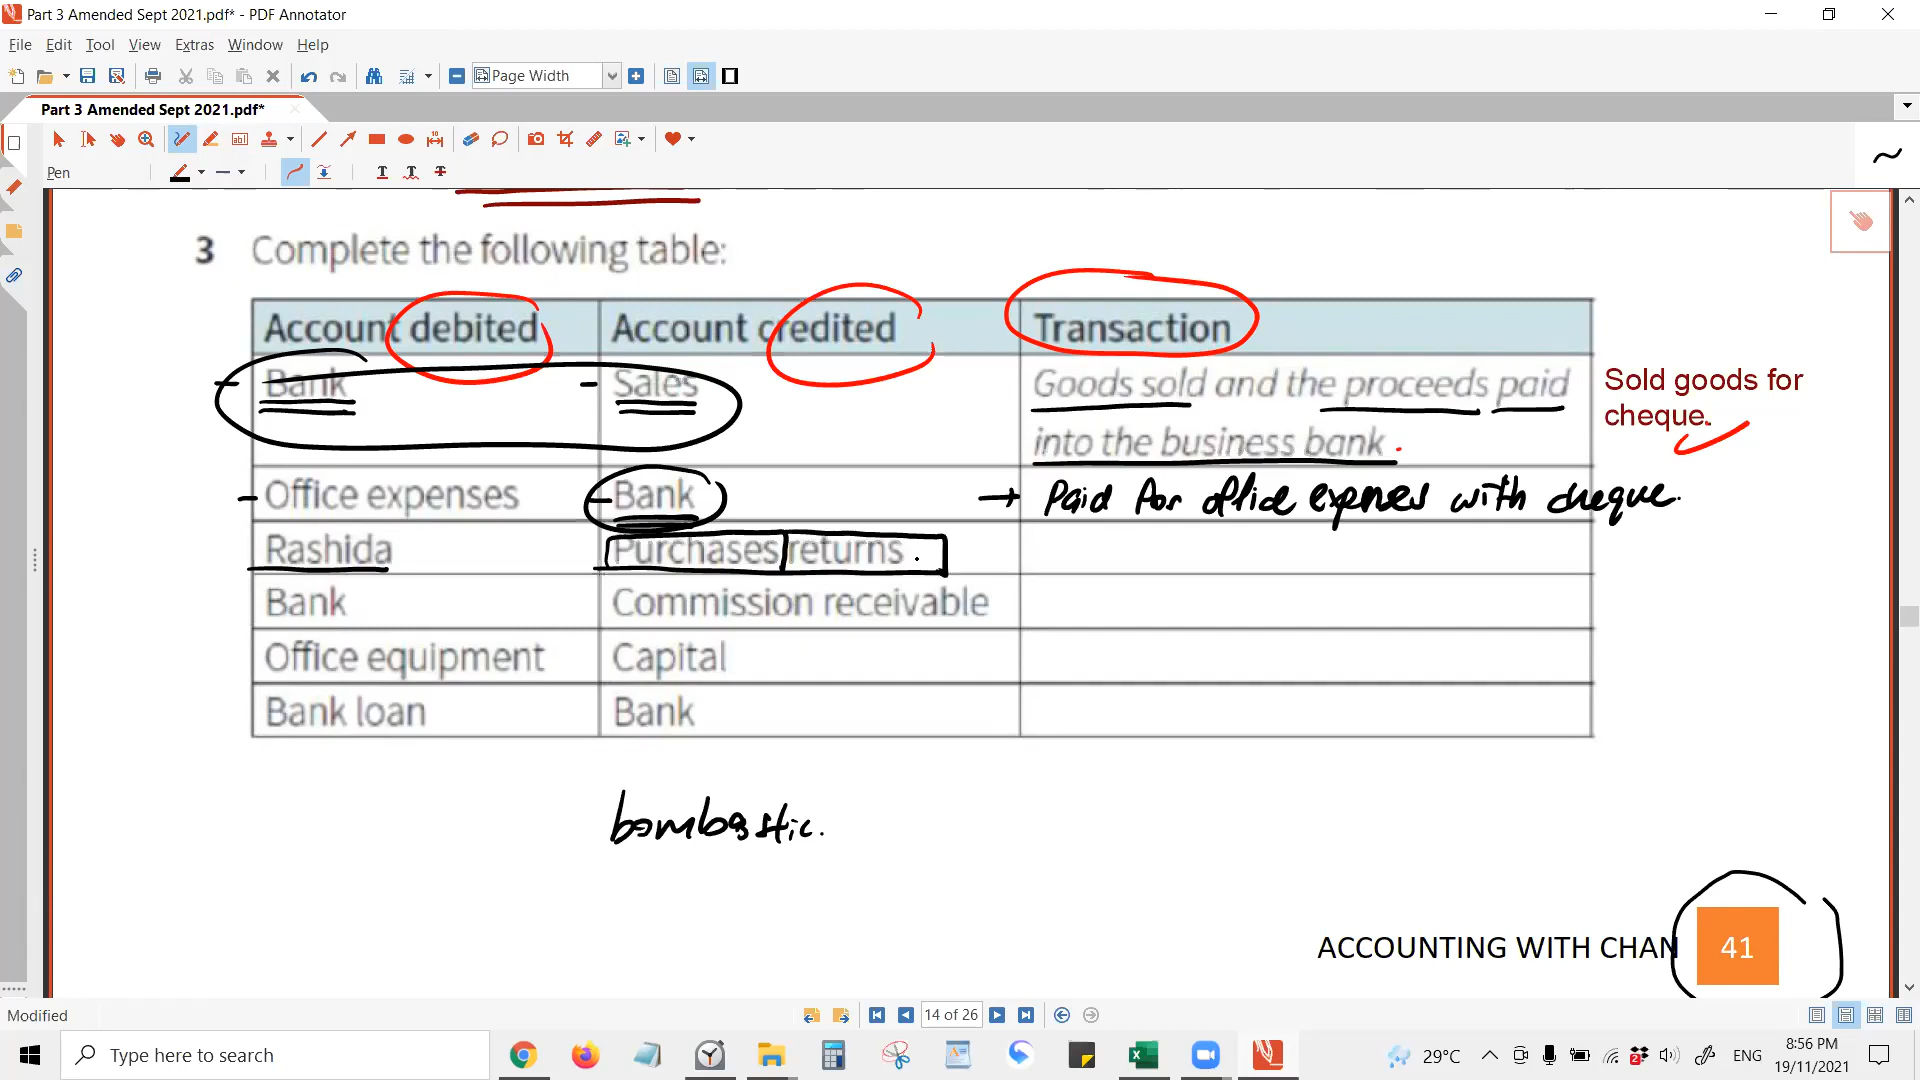 Part 3 Amended Sept 2021.pdf* - PDF Annotator
File Edit Tool View Extras Window Help
Page Width
Part 3 Amended Sept 2021.pdf*
Pen
3 Complete the following table:
Account debited Account credited Transaction
Bank Sales Goods sold and the proceeds paid into the business bank.
Sold goods for
cheque.
Office expenses Bank → Paid for office expenses with cheque.
Rashida Purchases returns
Bank Commission receivable
Office equipment Capital
Bank loan Bank
bombastic.
ACCOUNTING WITH CHAN 41
Modified 14 of 26
Type here to search 29°C ENG 8:56 PM
19/11/2021